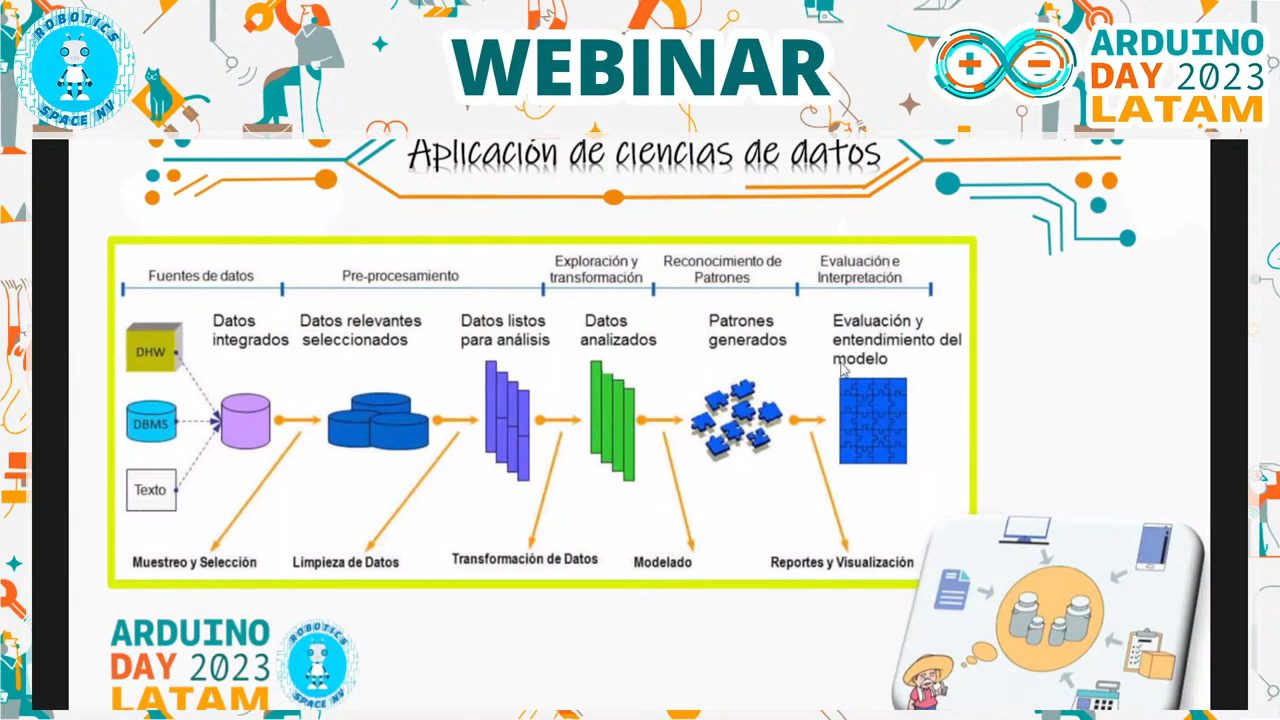 ROBOTICS
SPACE NV
WEBINAR
ARDUINO
DAY 2023
LATAM
Aplicación de ciencias de datos
Fuentes de datos
Pre-procesamiento
Exploración y
transformación
Reconocimiento de
Patrones
Evaluación e
Interpretación
Datos
integrados
Datos relevantes
seleccionados
Datos listos
para análisis
Datos
analizados
Patrones
generados
Evaluación y
entendimiento del
modelo
DHW
DBMS
Texto
Muestreo y Selección
Limpieza de Datos
Transformación de Datos
Modelado
Reportes y Visualización
ARDUINO
DAY 2023
LATAM
ROBOTICS
SPACE NV